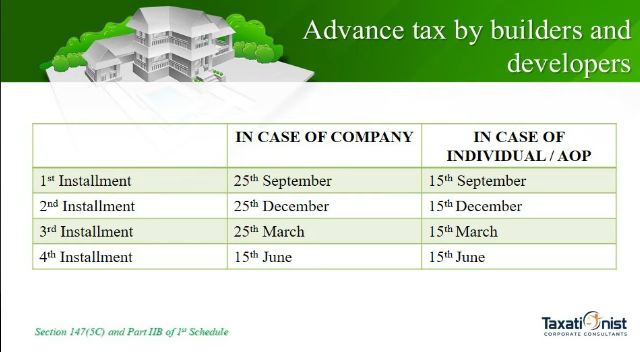 Advance tax by builders and
developers
IN CASE OF COMPANY
IN CASE OF
INDIVIDUAL / AOP
1st Installment 25th September 15th September
2nd Installment 25th December 15th December
3rd Installment 25th March 15th March
4th Installment 15th June 15th June
Section 147(5C) and Part IIB of 1st Schedule
Taxationist
CORPORATE CONSULTANTS